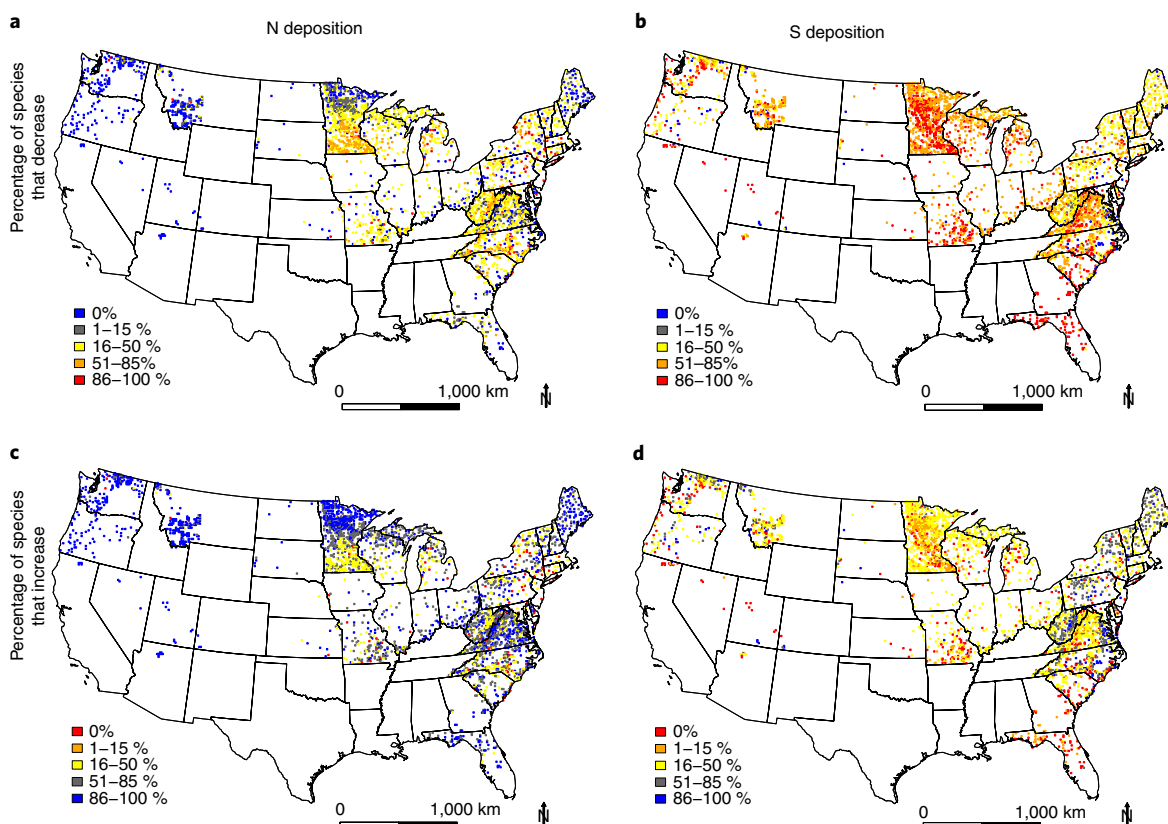 a
N deposition
b
S deposition
Percentage of species
that decrease
0%
1–15 %
16–50 %
51–85%
86–100 %
0
1,000 km
N
0%
1–15 %
16–50 %
51–85 %
86–100 %
0
1,000 km
N
c
d
Percentage of species
that increase
0%
1–15 %
16–50 %
51–85 %
86–100 %
0
1,000 km
N
0%
1–15 %
16–50 %
51–85 %
86–100 %
0
1,000 km
N